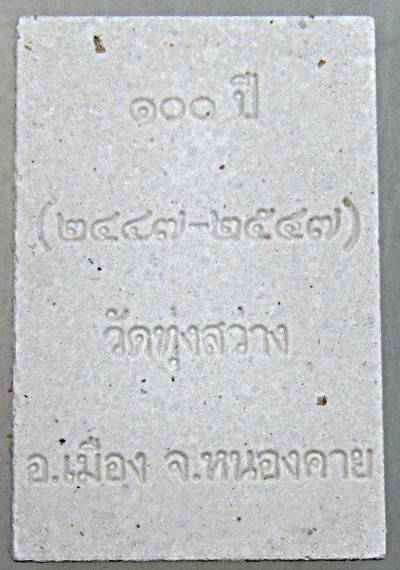 ๑๐๐ ปี
(๒๔๔๗-๒๕๔๗)
วัดทุ่งสว่าง
อ.เมือง จ.หนองคาย